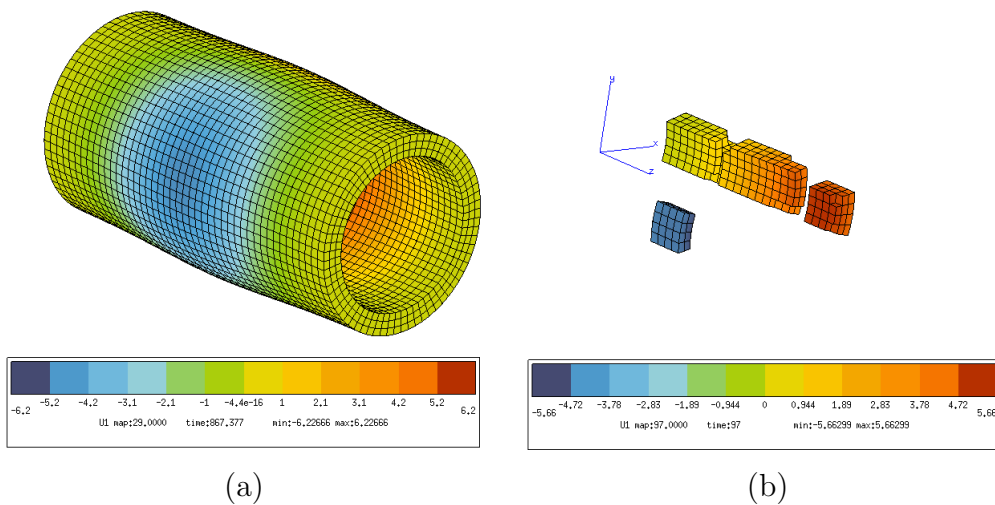 y
x
z
-5.2 -4.2 -3.1 -2.1 -1 -4.4e-16 1 2.1 3.1 4.2 5.2
-6.2 6.2
U1 map:29.0000 time:867.377 min:-6.22666 max:6.22666
-4.72 -3.78 -2.83 -1.89 -0.944 0 0.944 1.89 2.83 3.78 4.72
-5.66 5.66
U1 map:97.0000 time:97 min:-5.66299 max:5.66299
(a)
(b)